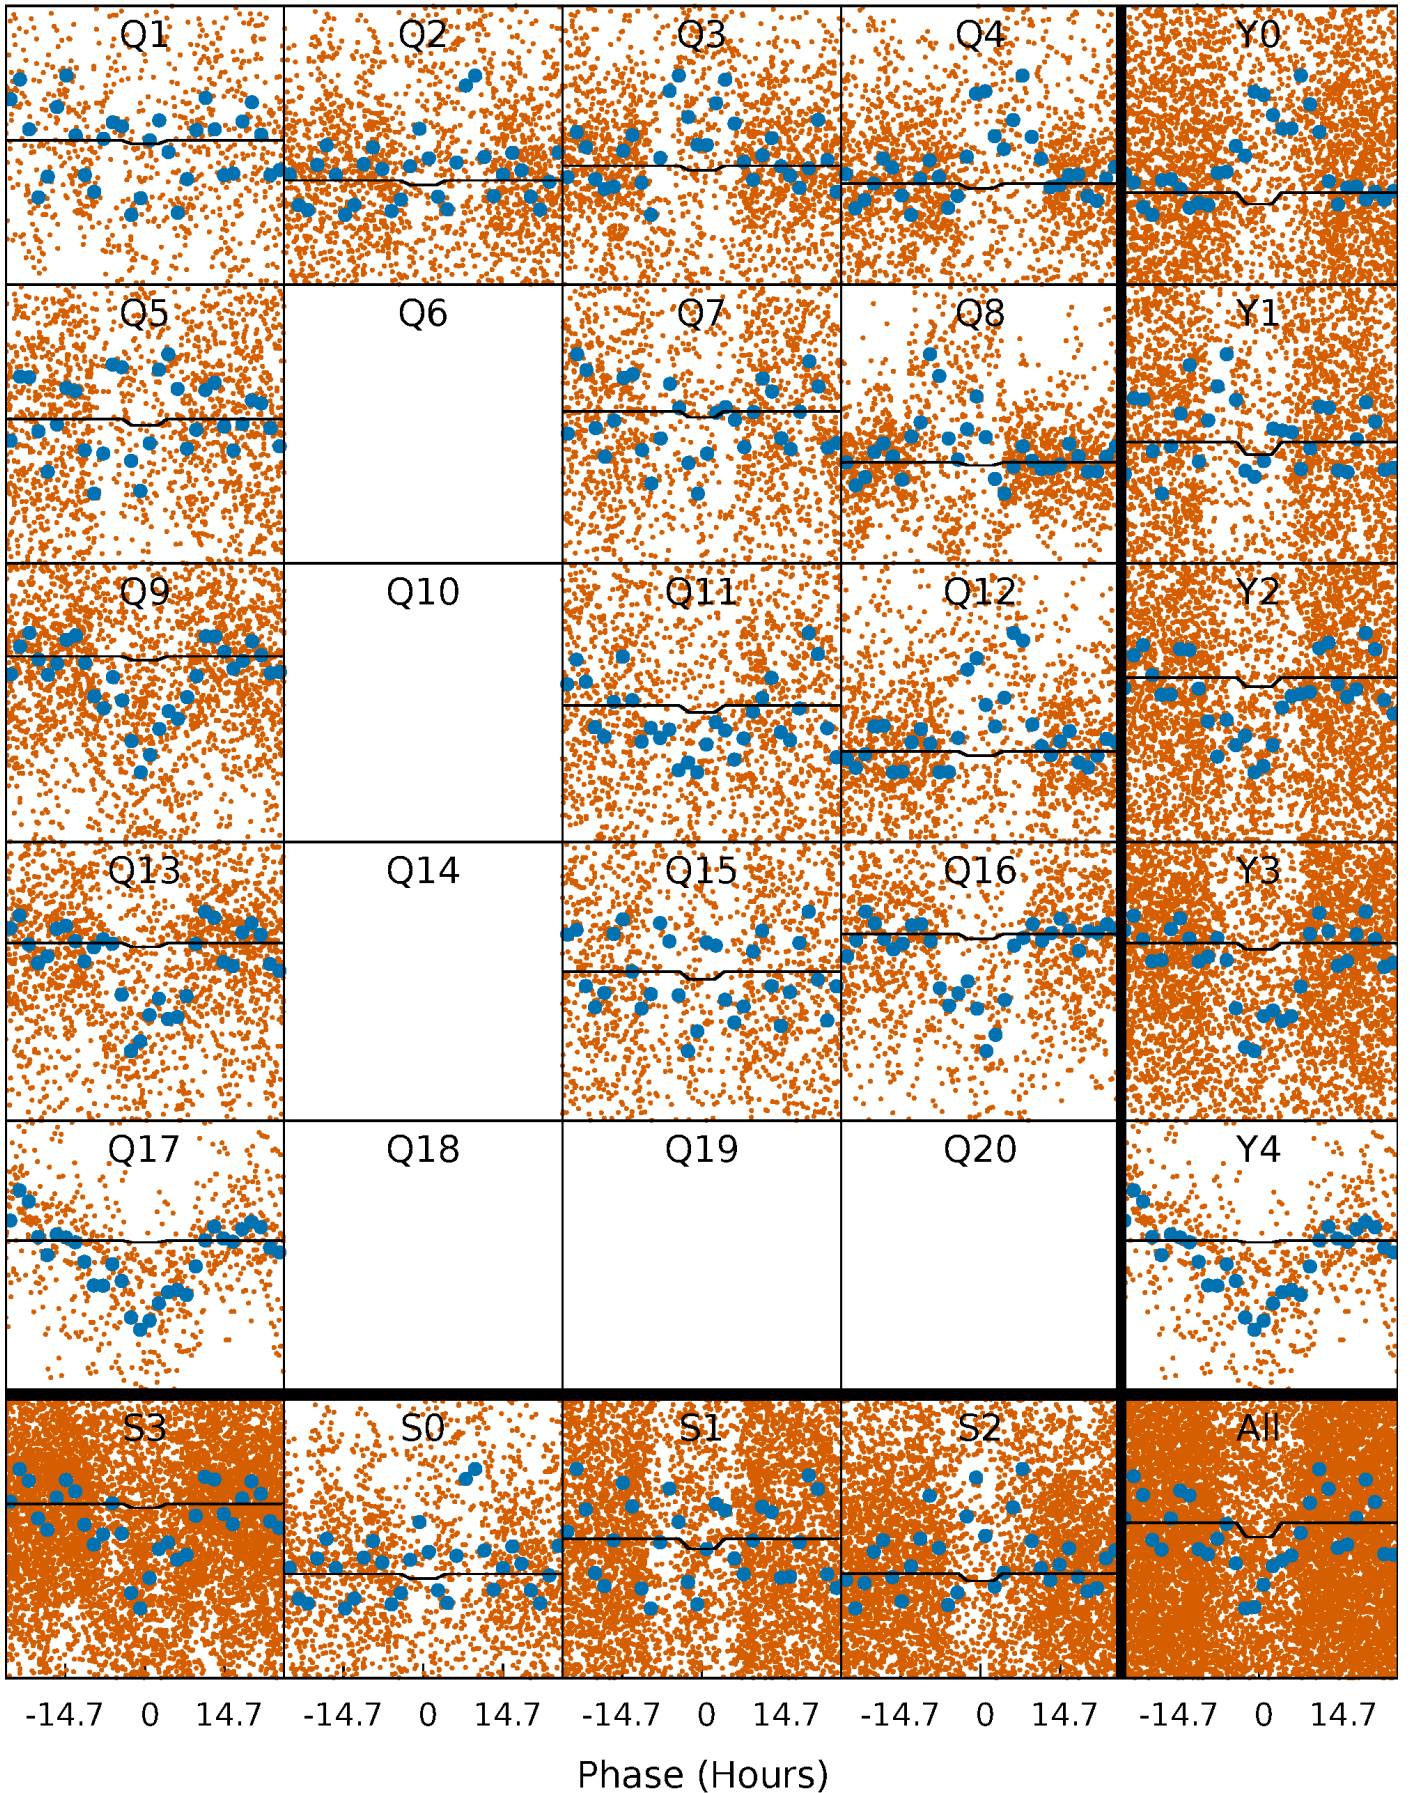 Q1 Q2 Q3 Q4 Y0
Q5 Q6 Q7 Q8 Y1
Q9 Q10 Q11 Q12 Y2
Q13 Q14 Q15 Q16 Y3
Q17 Q18 Q19 Q20 Y4
S3 S0 S1 S2 All
-14.7 0 14.7 -14.7 0 14.7 -14.7 0 14.7 -14.7 0 14.7 -14.7 0 14.7
Phase (Hours)